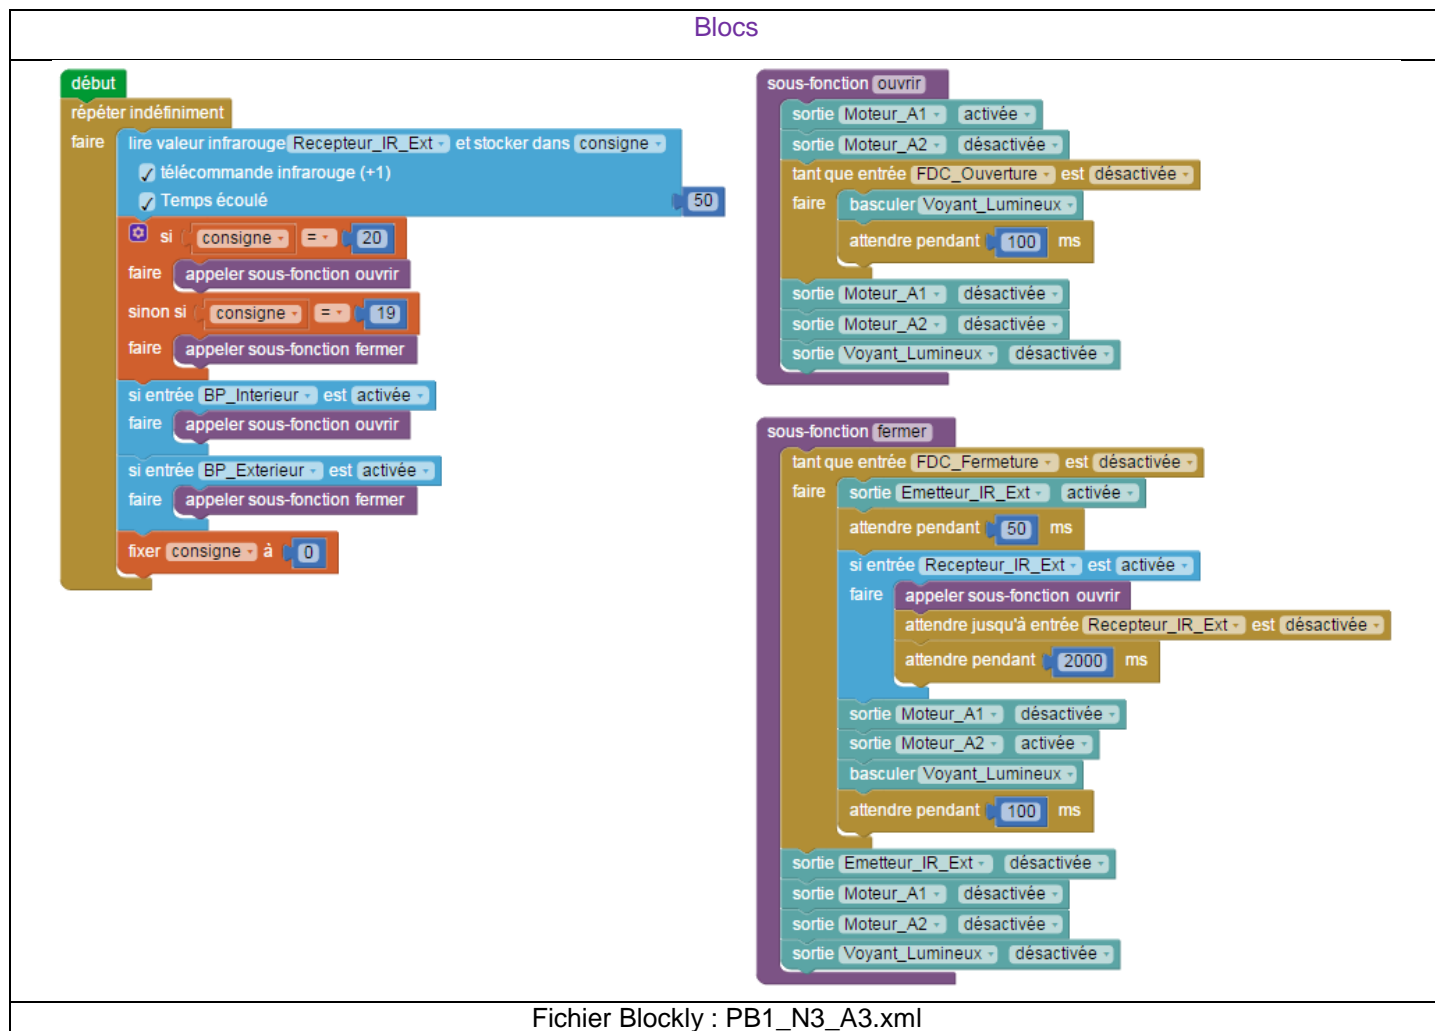 Blocs
début
répéter indéfiniment
faire
lire valeur infrarouge Recepteur_IR_Ext et stocker dans consigne
télécommande infrarouge (+1)
Temps écoulé 50
si consigne = 20
faire appeler sous-fonction ouvrir
sinon si consigne = 19
faire appeler sous-fonction fermer
si entrée BP_Interieur est activée
faire appeler sous-fonction ouvrir
si entrée BP_Exterieur est activée
faire appeler sous-fonction fermer
fixer consigne à 0
sous-fonction ouvrir
sortie Moteur_A1 activée
sortie Moteur_A2 désactivée
tant que entrée FDC_Ouverture est désactivée
faire basculer Voyant_Lumineux
attendre pendant 100 ms
sortie Moteur_A1 désactivée
sortie Moteur_A2 désactivée
sortie Voyant_Lumineux désactivée
sous-fonction fermer
tant que entrée FDC_Fermeture est désactivée
faire sortie Emetteur_IR_Ext activée
attendre pendant 50 ms
si entrée Recepteur_IR_Ext est activée
faire appeler sous-fonction ouvrir
attendre jusqu'à entrée Recepteur_IR_Ext est désactivée
attendre pendant 2000 ms
sortie Moteur_A1 désactivée
sortie Moteur_A2 activée
basculer Voyant_Lumineux
attendre pendant 100 ms
sortie Emetteur_IR_Ext désactivée
sortie Moteur_A1 désactivée
sortie Moteur_A2 désactivée
sortie Voyant_Lumineux désactivée
Fichier Blockly : PB1_N3_A3.xml